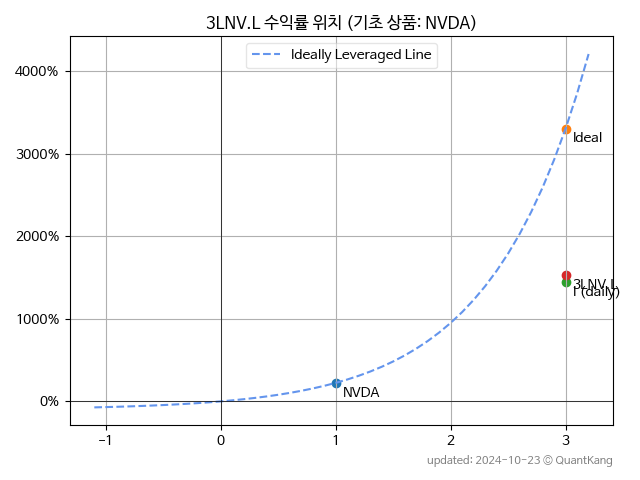 3LNV.L 수익률 위치 (기초 상품: NVDA)
Ideally Leveraged Line
4000%
3000%
2000%
1000%
0%
Ideal
3LNV.L
(daily)
NVDA
−1
0
1
2
3
updated: 2024-10-23 © QuantKang